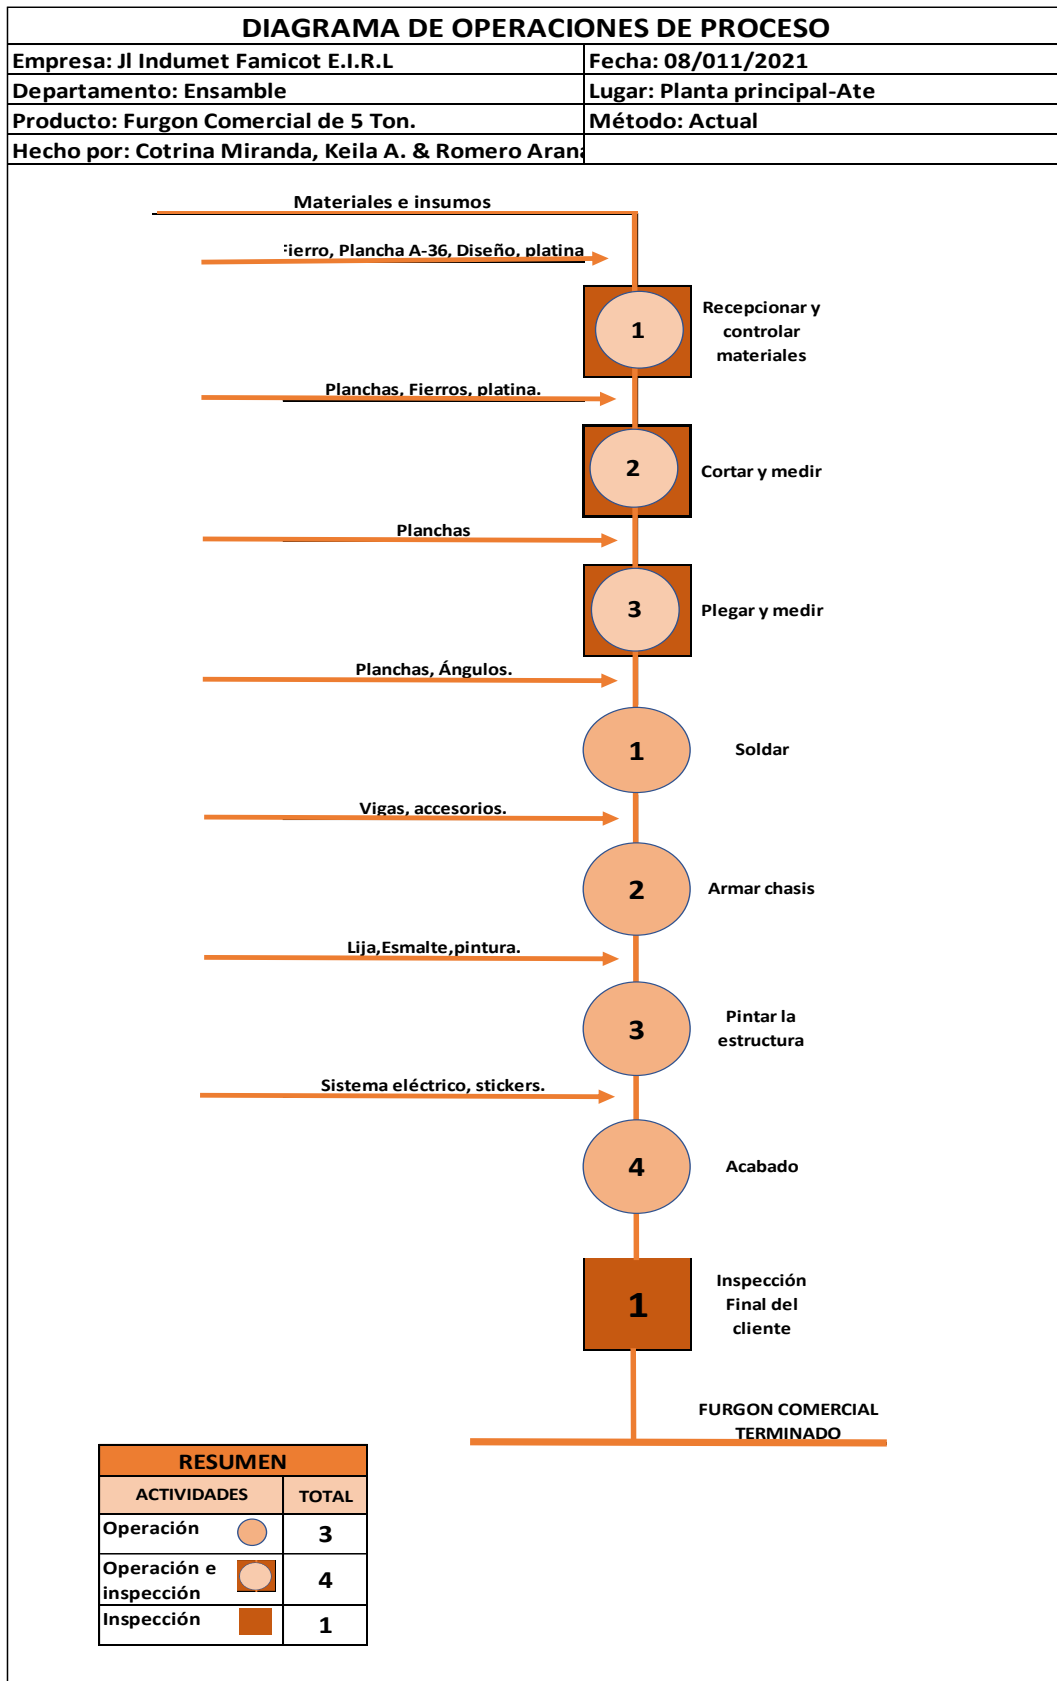 DIAGRAMA DE OPERACIONES DE PROCESO
Empresa: Jl Indumet Famicot E.I.R.L
Fecha: 08/011/2021
Departamento: Ensamble
Lugar: Planta principal-Ate
Producto: Furgon Comercial de 5 Ton.
Método: Actual
Hecho por: Cotrina Miranda, Keila A. & Romero Aran
Materiales e insumos
ierro, Plancha A-36, Diseño, platina
1
Recepcionar y
controlar
materiales
Planchas, Fierros, platina.
2
Cortar y medir
Planchas
3
Plegar y medir
Planchas, Ángulos.
1
Soldar
Vigas, accesorios.
2
Armar chasis
Lija,Esmalte,pintura.
3
Pintar la
estructura
Sistema eléctrico, stickers.
4
Acabado
1
Inspección
Final del
cliente
FURGON COMERCIAL
TERMINADO
RESUMEN
ACTIVIDADES TOTAL
Operación 3
Operación e
inspección 4
Inspección 1